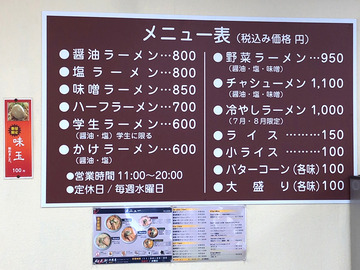 メニュー表 (税込み価格 円)
●醤油ラーメン…800
●塩ラーメン…800
●味噌ラーメン…850
●ハーフラーメン…700
●学生ラーメン…600
(醤油・塩) 学生に限る
●かけラーメン…600
(醤油・塩)
●営業時間 11:00〜20:00
●定休日/毎週水曜日
●野菜ラーメン…950
(醤油・塩・味噌)
●チャシューメン 1,100
(醤油・塩・味噌)
●冷やしラーメン 1,000
(7月・8月限定)
●ライス………150
●小ライス………100
●バターコーン(各味)100
●大盛り(各味)100
味玉
100円